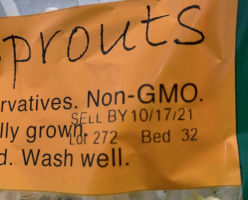 sprouts
rvatives. Non-GMO.
SELL BY 10/17/21
lly grown.
Lot 272 Bed 32
d. Wash well.